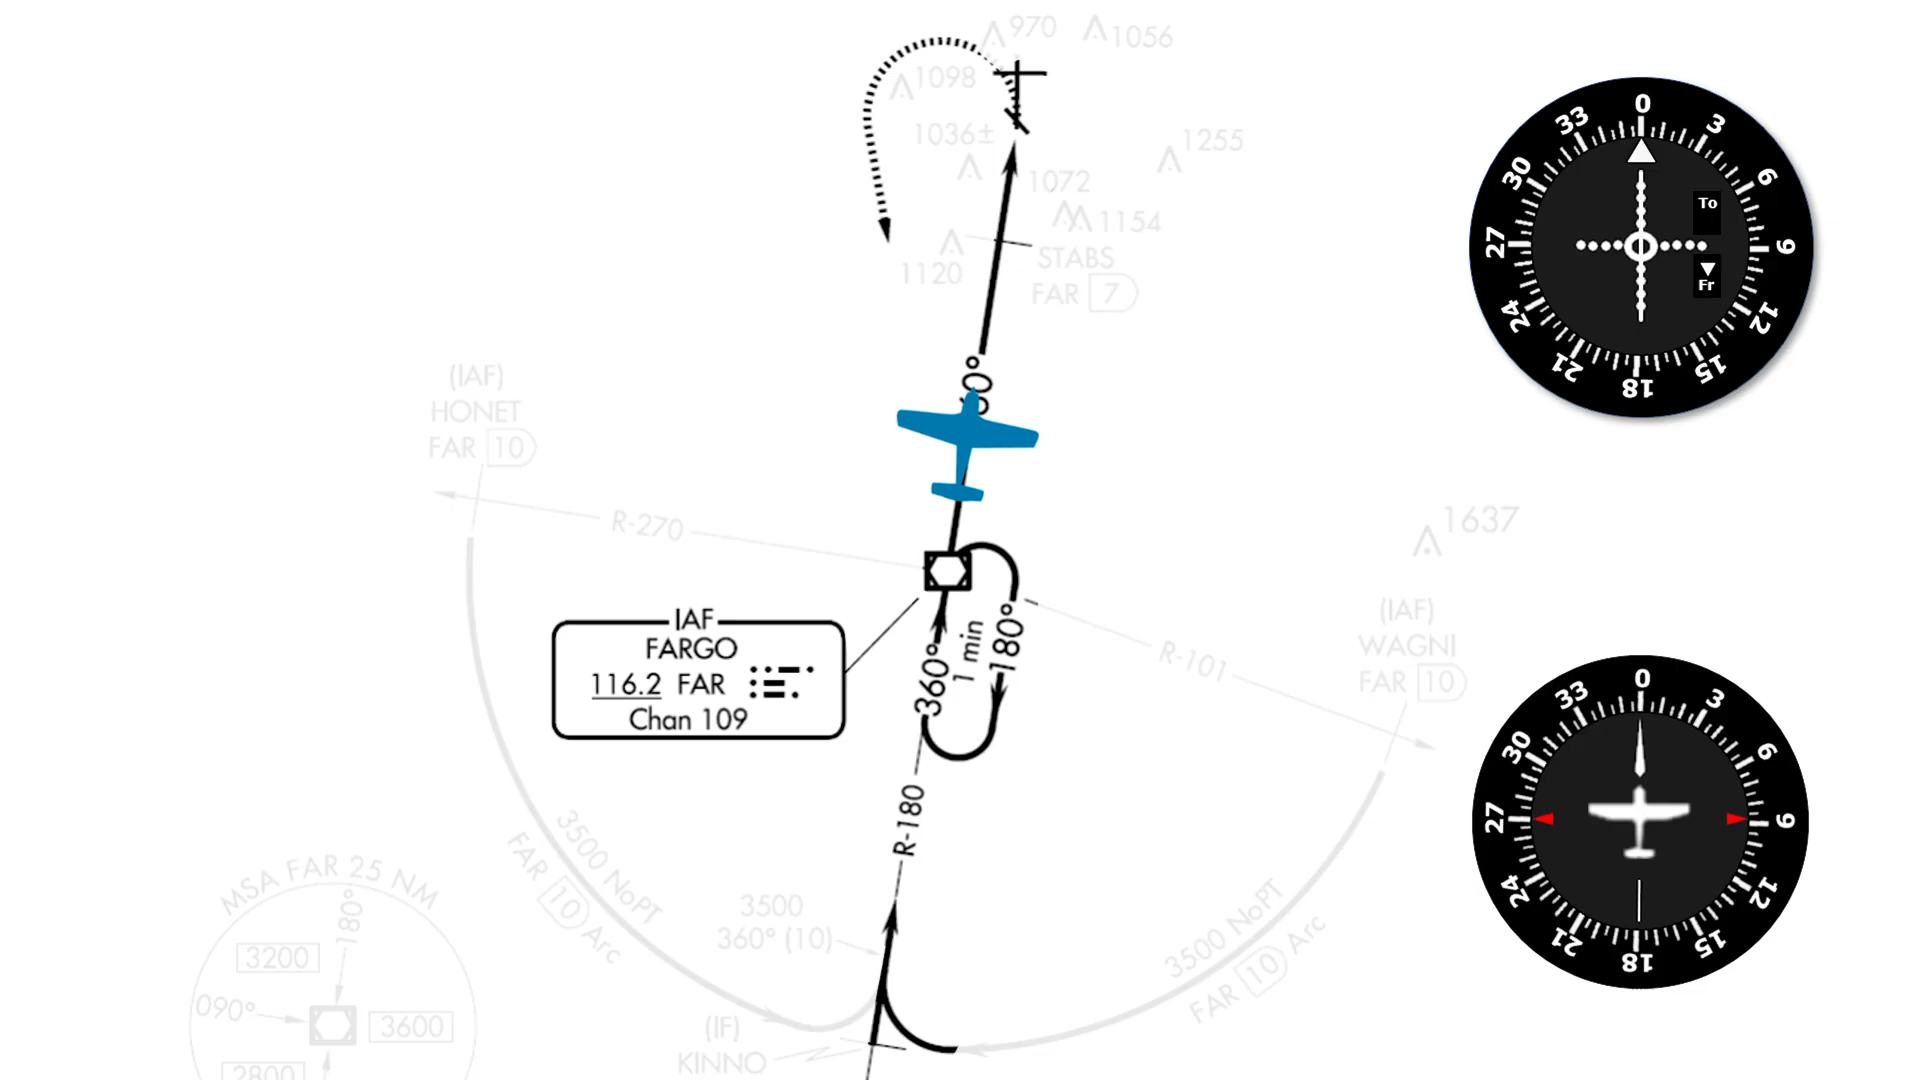 970
1056
1098
1036±
1255
1072
1154
1120
STABS
FAR 7
(IAF)
HONET
FAR 10
R-270
IAF
FARGO
116.2 FAR
Chan 109
360°
1 min
180°
R-101
1637
(IAF)
WAGNI
FAR 10
R-180
3500 NoPT
FAR 10 Arc
3500
360° (10)
3500 NoPT
FAR 10 Arc
(IF)
KINNO
MSA FAR 25 NM
180°
3200
090°
3600
2800
0
3
6
9
12
15
18
21
24
27
30
33
To
Fr
0
3
6
9
12
15
18
21
24
27
30
33